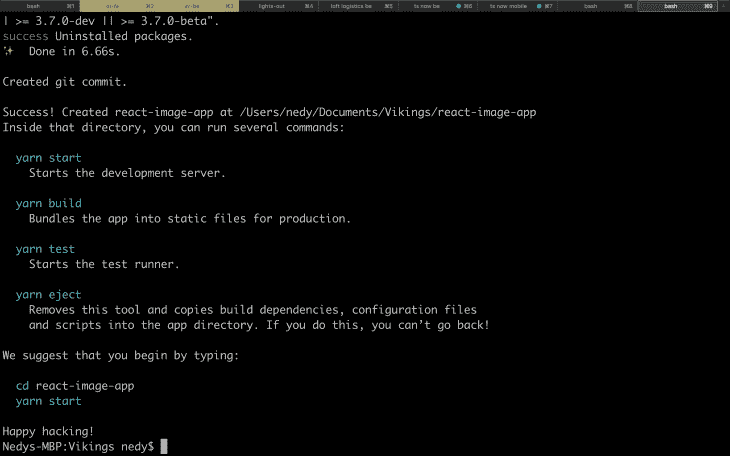 bash ⌘1 cr-fe ⌘2 cr-be ⌘3 lights-out ⌘4 loft logistics be ⌘5 ts now be ⌘6 ts now mobile ⌘7 bash ⌘8 bash ⌘9
| >= 3.7.0-dev || >= 3.7.0-beta".
success Uninstalled packages.
✨ Done in 6.66s.
Created git commit.
Success! Created react-image-app at /Users/nedy/Documents/Vikings/react-image-app
Inside that directory, you can run several commands:
yarn start
Starts the development server.
yarn build
Bundles the app into static files for production.
yarn test
Starts the test runner.
yarn eject
Removes this tool and copies build dependencies, configuration files
and scripts into the app directory. If you do this, you can’t go back!
We suggest that you begin by typing:
cd react-image-app
yarn start
Happy hacking!
Nedys-MBP:Vikings nedy$